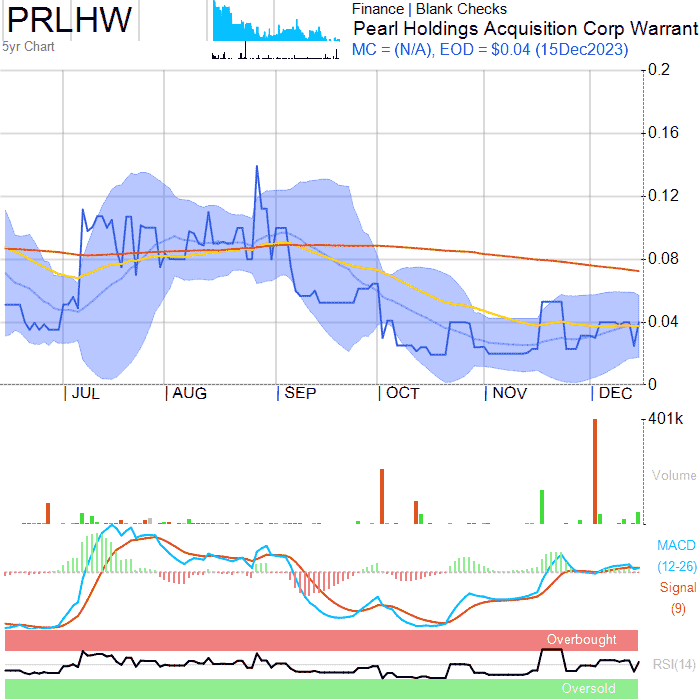 PRLHW
5yr Chart
Finance | Blank Checks
Pearl Holdings Acquisition Corp Warrant
MC = (N/A), EOD = $0.04 (15Dec2023)
0.2
0.16
0.12
0.08
0.04
0
JUL AUG SEP OCT NOV DEC
401k
Volume
MACD
(12-26)
Signal
(9)
Overbought
RSI(14)
Oversold